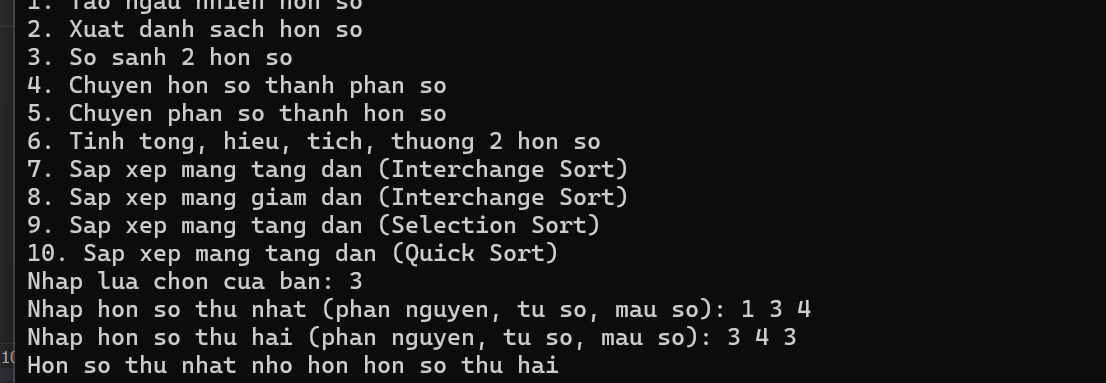 1. Tao ngau nhien hon so
2. Xuat danh sach hon so
3. So sanh 2 hon so
4. Chuyen hon so thanh phan so
5. Chuyen phan so thanh hon so
6. Tinh tong, hieu, tich, thuong 2 hon so
7. Sap xep mang tang dan (Interchange Sort)
8. Sap xep mang giam dan (Interchange Sort)
9. Sap xep mang tang dan (Selection Sort)
10. Sap xep mang tang dan (Quick Sort)
Nhap lua chon cua ban: 3
Nhap hon so thu nhat (phan nguyen, tu so, mau so): 1 3 4
Nhap hon so thu hai (phan nguyen, tu so, mau so): 3 4 3
10
Hon so thu nhat nho hon hon so thu hai